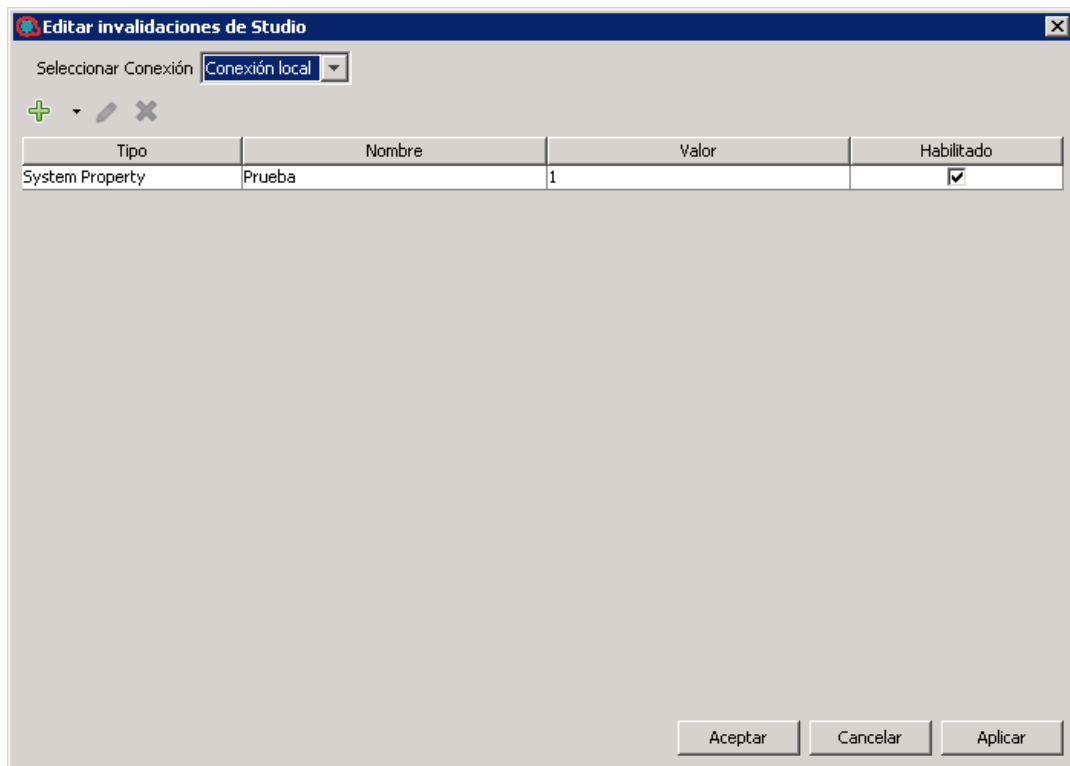 Editar invalidaciones de Studio
Seleccionar Conexión Conexión local
Tipo Nombre Valor Habilitado
System Property Prueba 1
Aceptar Cancelar Aplicar